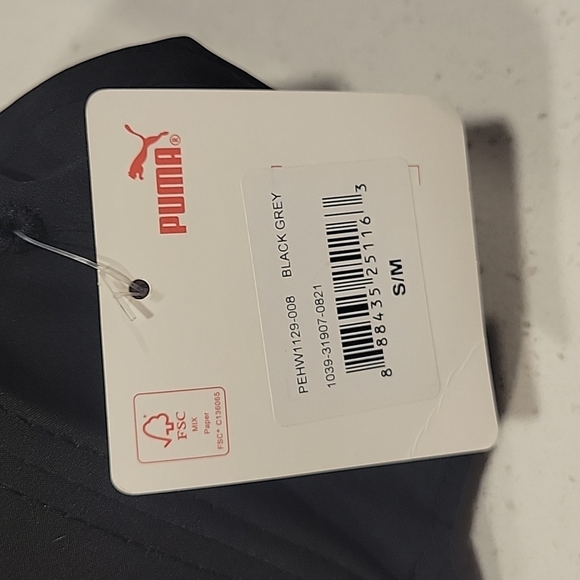 PUMA®
PEHW1129-008 BLACK GREY
1039-31907-0821
8 88435 25116 3
S/M
FSC
MIX
Paper
FSC® C136065